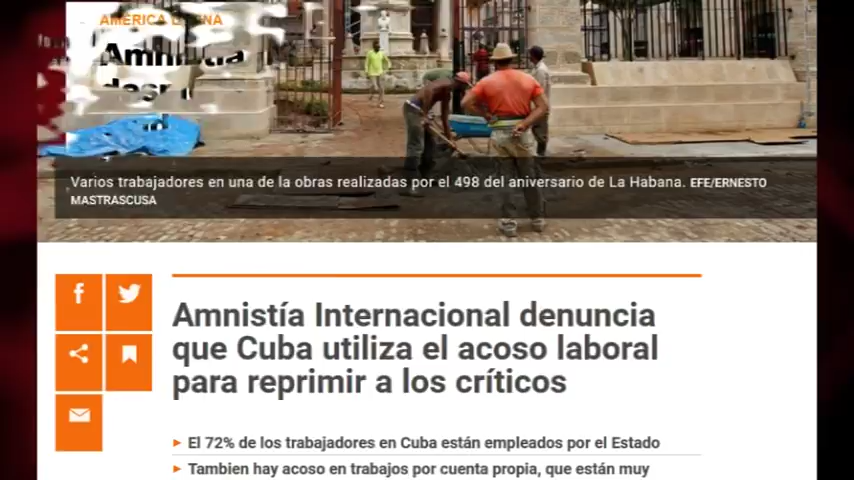 AMÉRICA
Amnistía
Varios trabajadores en una de la obras realizadas por el 498 del aniversario de La Habana. EFE/ERNESTO
MASTRASCUSA
Amnistía Internacional denuncia
que Cuba utiliza el acoso laboral
para reprimir a los críticos
El 72% de los trabajadores en Cuba están empleados por el Estado
Tambien hay acoso en trabajos por cuenta propia, que están muy